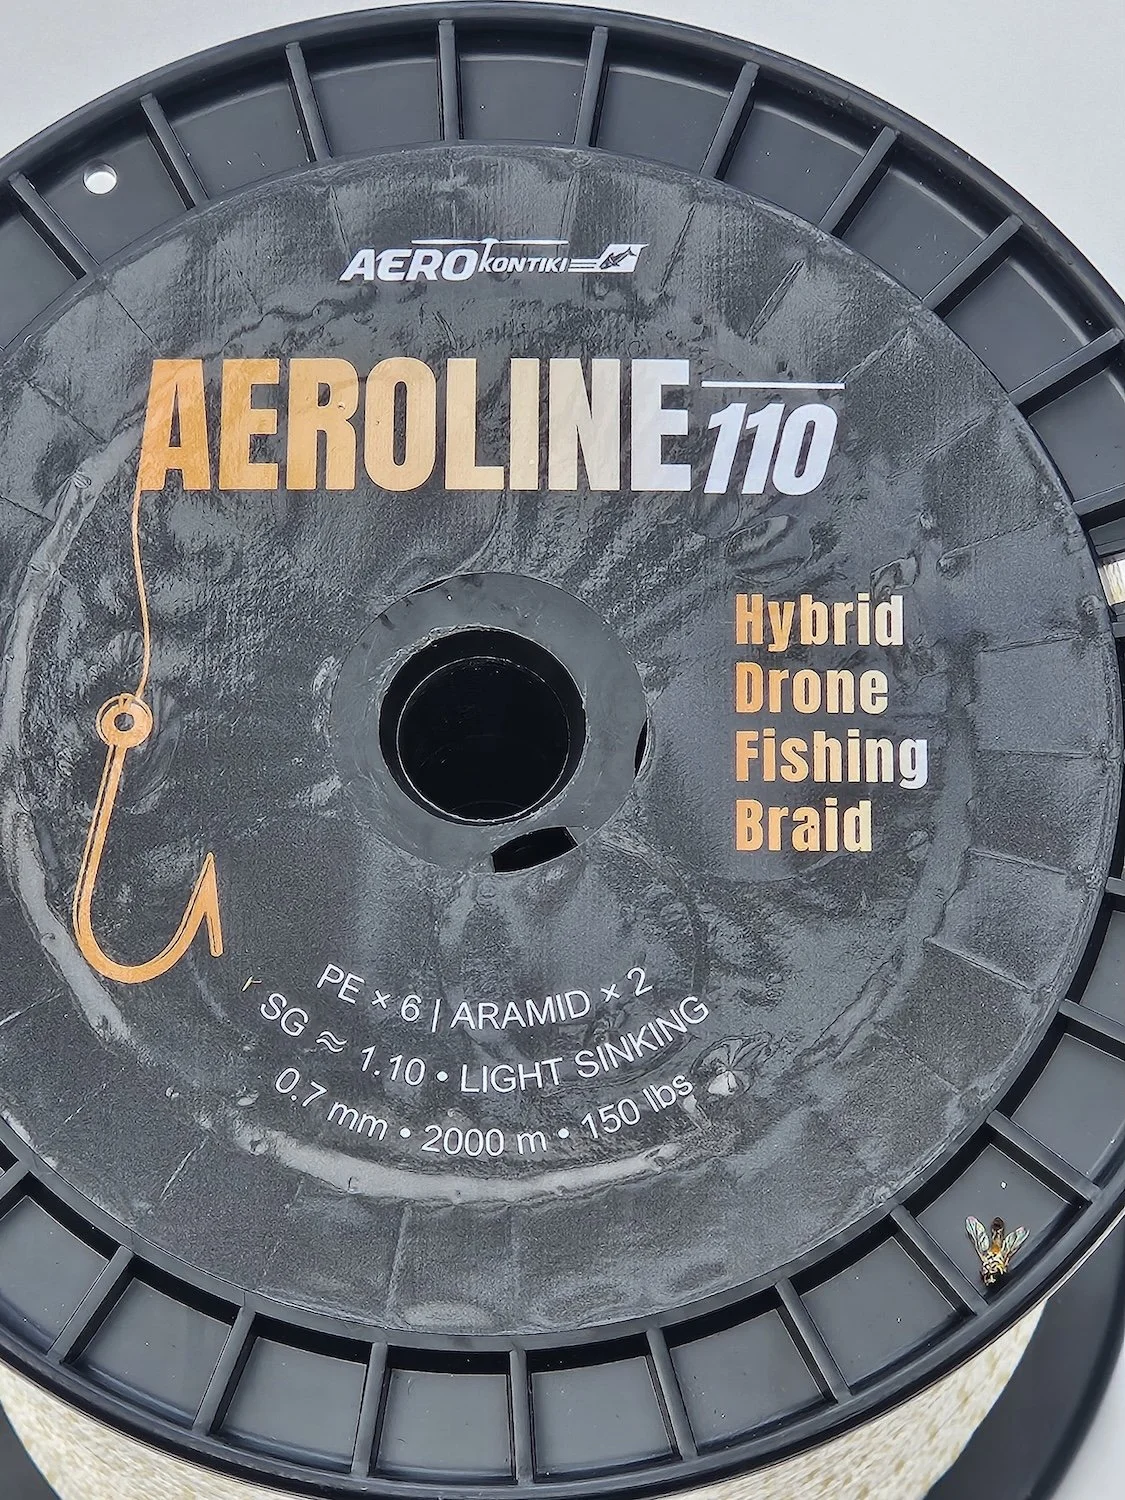 AEROKONTIKI
AEROLINE 110
Hybrid
Drone
Fishing
Braid
PE × 6 | ARAMID × 2
SG ≈ 1.10 • LIGHT SINKING
0.7 mm • 2000 m • 150 lbs